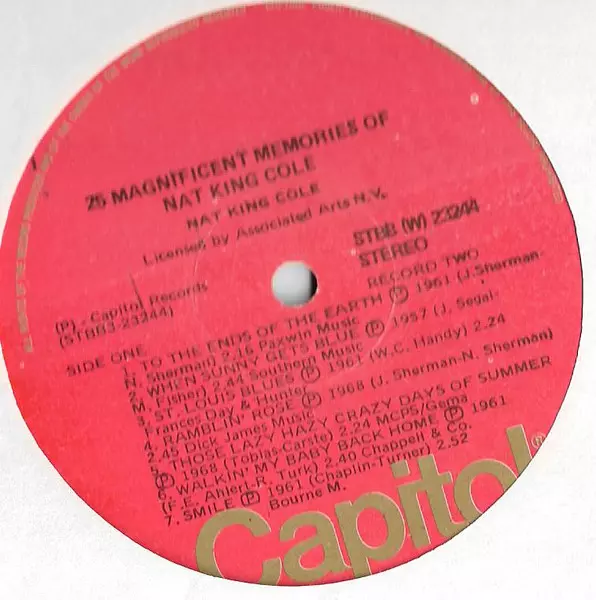 25 MAGNIFICENT MEMORIES OF
NAT KING COLE
NAT KING COLE
Licensed by Associated Arts N.V.
STBB (W) 23244
STEREO
(P) - Capitol Records
(STBB3-23244)
RECORD TWO
SIDE ONE
1. TO THE ENDS OF THE EARTH Ⓟ 1961 (J.Sherman-
Sherman) 2.16 Paxwin Music
2. WHEN SUNNY GETS BLUE Ⓟ 1957 (J. Segal-
M. Fisher) 2.44 Southern Music
3. ST. LOUIS BLUES Ⓟ 1961 (W.C. Handy) 2.24
Frances Day & Hunter
4. RAMBLIN' ROSE Ⓟ 1968 (J. Sherman-N. Sherman)
2.45 Dick James Music
5. THOSE LAZY HAZY CRAZY DAYS OF SUMMER
Ⓟ 1968 (Tobias-Carste) 2.24 MCPS/Gema
6. WALKIN' MY BABY BACK HOME Ⓟ 1961
(F.E. Ahlert-R. Turk) 2.40 Chappell & Co.
7. SMILE Ⓟ 1961 (Chaplin-Turner) 2.52
Bourne M.
Capitol®